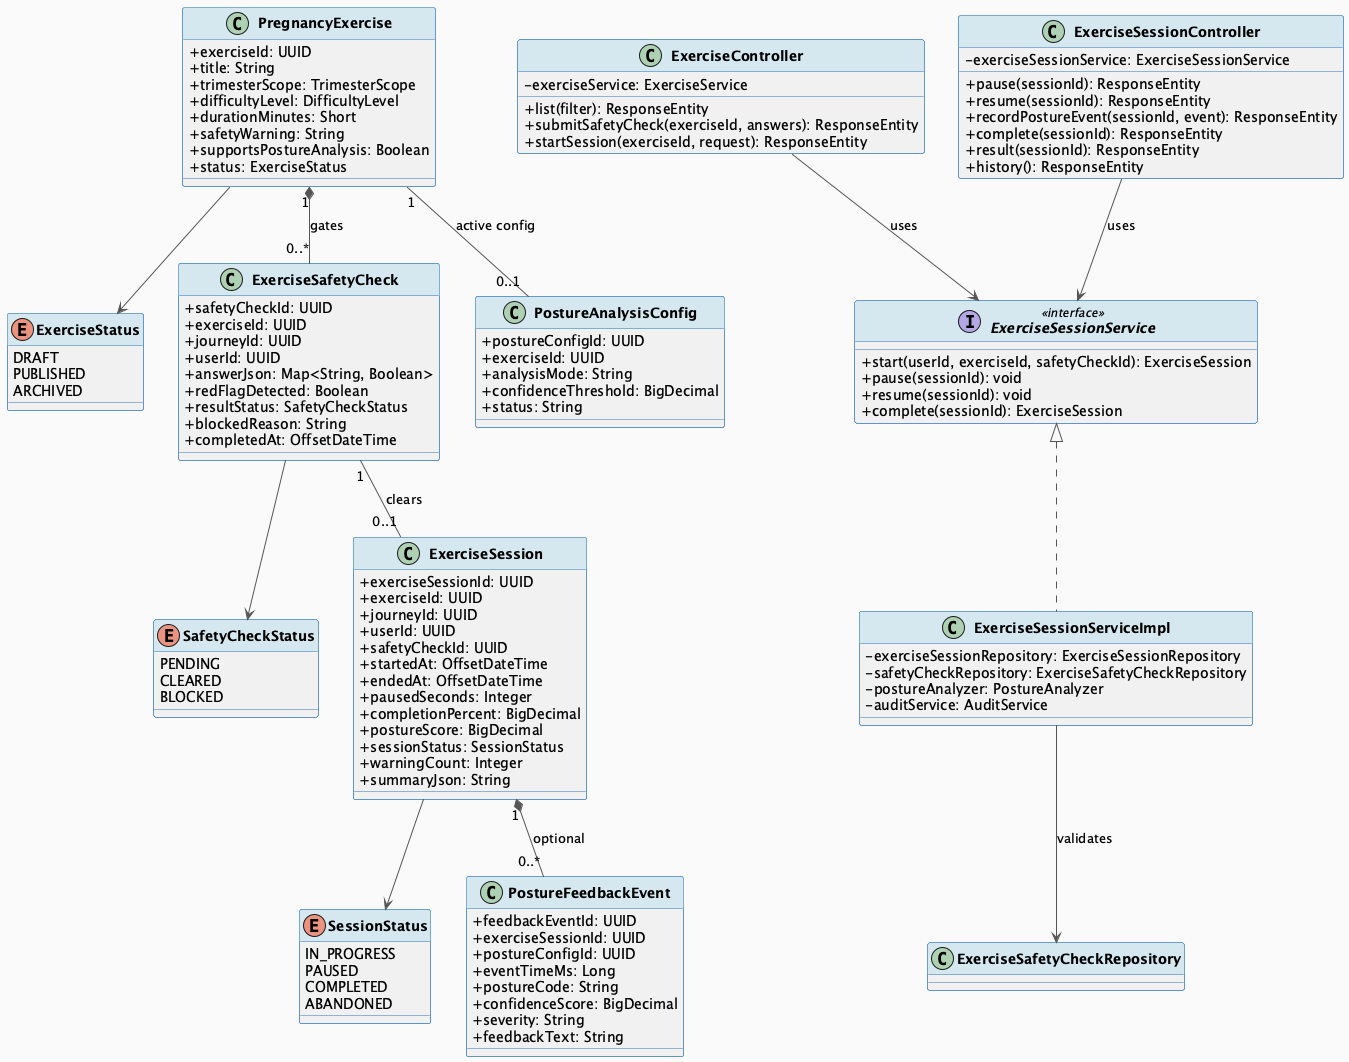 C PregnancyExercise
+exerciseId: UUID
+title: String
+trimesterScope: TrimesterScope
+difficultyLevel: DifficultyLevel
+durationMinutes: Short
+safetyWarning: String
+supportsPostureAnalysis: Boolean
+status: ExerciseStatus
C ExerciseController
-exerciseService: ExerciseService
+list(filter): ResponseEntity
+submitSafetyCheck(exerciseId, answers): ResponseEntity
+startSession(exerciseId, request): ResponseEntity
C ExerciseSessionController
-exerciseSessionService: ExerciseSessionService
+pause(sessionId): ResponseEntity
+resume(sessionId): ResponseEntity
+recordPostureEvent(sessionId, event): ResponseEntity
+complete(sessionId): ResponseEntity
+result(sessionId): ResponseEntity
+history(): ResponseEntity
1
gates
0..*
1
active config
0..1
uses
uses
E ExerciseStatus
DRAFT
PUBLISHED
ARCHIVED
C ExerciseSafetyCheck
+safetyCheckId: UUID
+exerciseId: UUID
+journeyId: UUID
+userId: UUID
+answerJson: Map<String, Boolean>
+redFlagDetected: Boolean
+resultStatus: SafetyCheckStatus
+blockedReason: String
+completedAt: OffsetDateTime
C PostureAnalysisConfig
+postureConfigId: UUID
+exerciseId: UUID
+analysisMode: String
+confidenceThreshold: BigDecimal
+status: String
I «interface»
ExerciseSessionService
+start(userId, exerciseId, safetyCheckId): ExerciseSession
+pause(sessionId): void
+resume(sessionId): void
+complete(sessionId): ExerciseSession
1
clears
0..1
E SafetyCheckStatus
PENDING
CLEARED
BLOCKED
C ExerciseSession
+exerciseSessionId: UUID
+exerciseId: UUID
+journeyId: UUID
+userId: UUID
+safetyCheckId: UUID
+startedAt: OffsetDateTime
+endedAt: OffsetDateTime
+pausedSeconds: Integer
+completionPercent: BigDecimal
+postureScore: BigDecimal
+sessionStatus: SessionStatus
+warningCount: Integer
+summaryJson: String
C ExerciseSessionServiceImpl
-exerciseSessionRepository: ExerciseSessionRepository
-safetyCheckRepository: ExerciseSafetyCheckRepository
-postureAnalyzer: PostureAnalyzer
-auditService: AuditService
1
optional
0..*
validates
E SessionStatus
IN_PROGRESS
PAUSED
COMPLETED
ABANDONED
C PostureFeedbackEvent
+feedbackEventId: UUID
+exerciseSessionId: UUID
+postureConfigId: UUID
+eventTimeMs: Long
+postureCode: String
+confidenceScore: BigDecimal
+severity: String
+feedbackText: String
C ExerciseSafetyCheckRepository